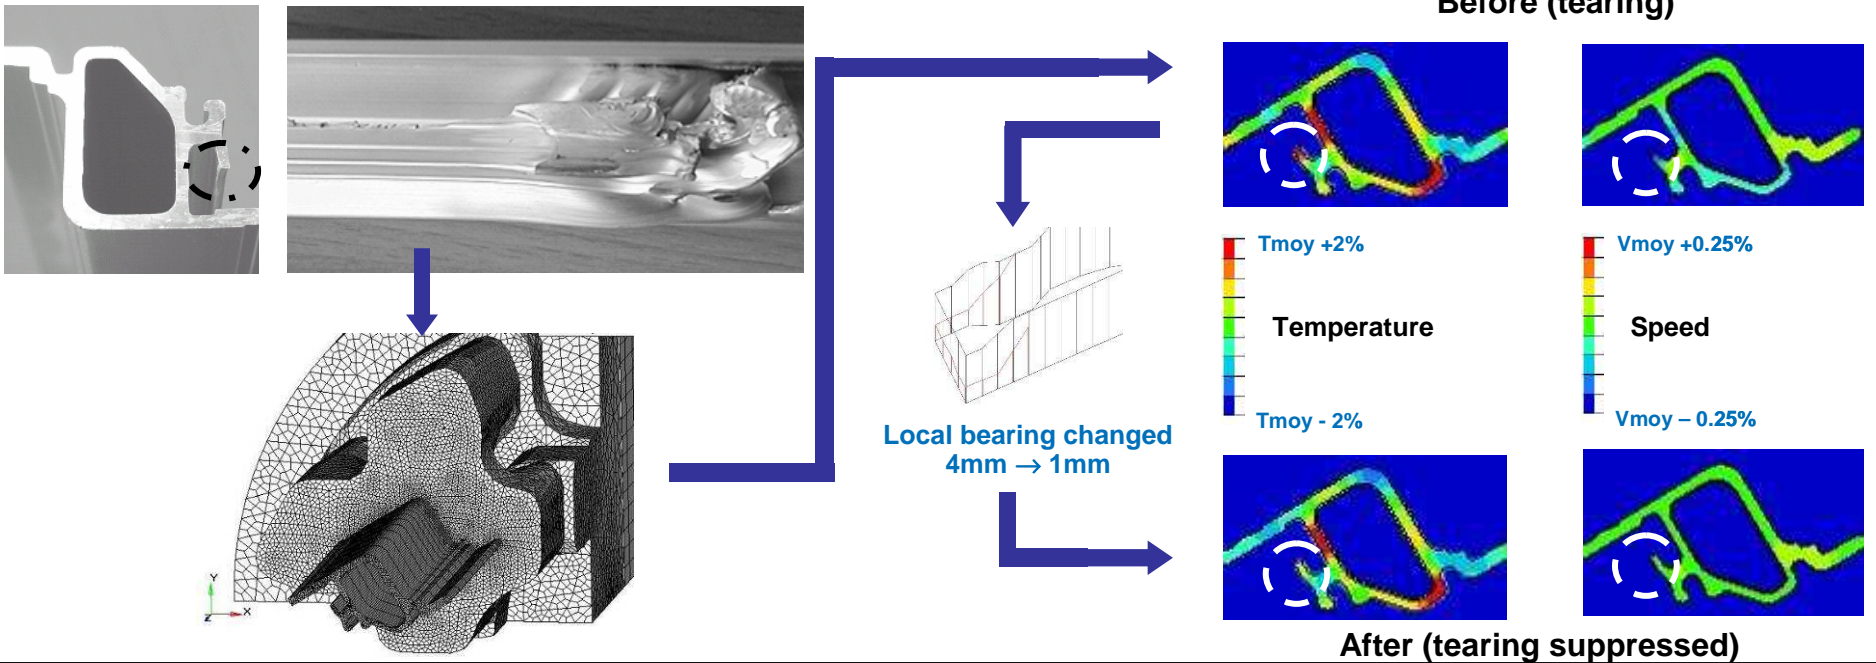 Before (tearing)
Tmoy +2%
Vmoy +0.25%
Temperature
Speed
Tmoy - 2%
Vmoy – 0.25%
Local bearing changed
4mm → 1mm
Y
Z
X
After (tearing suppressed)